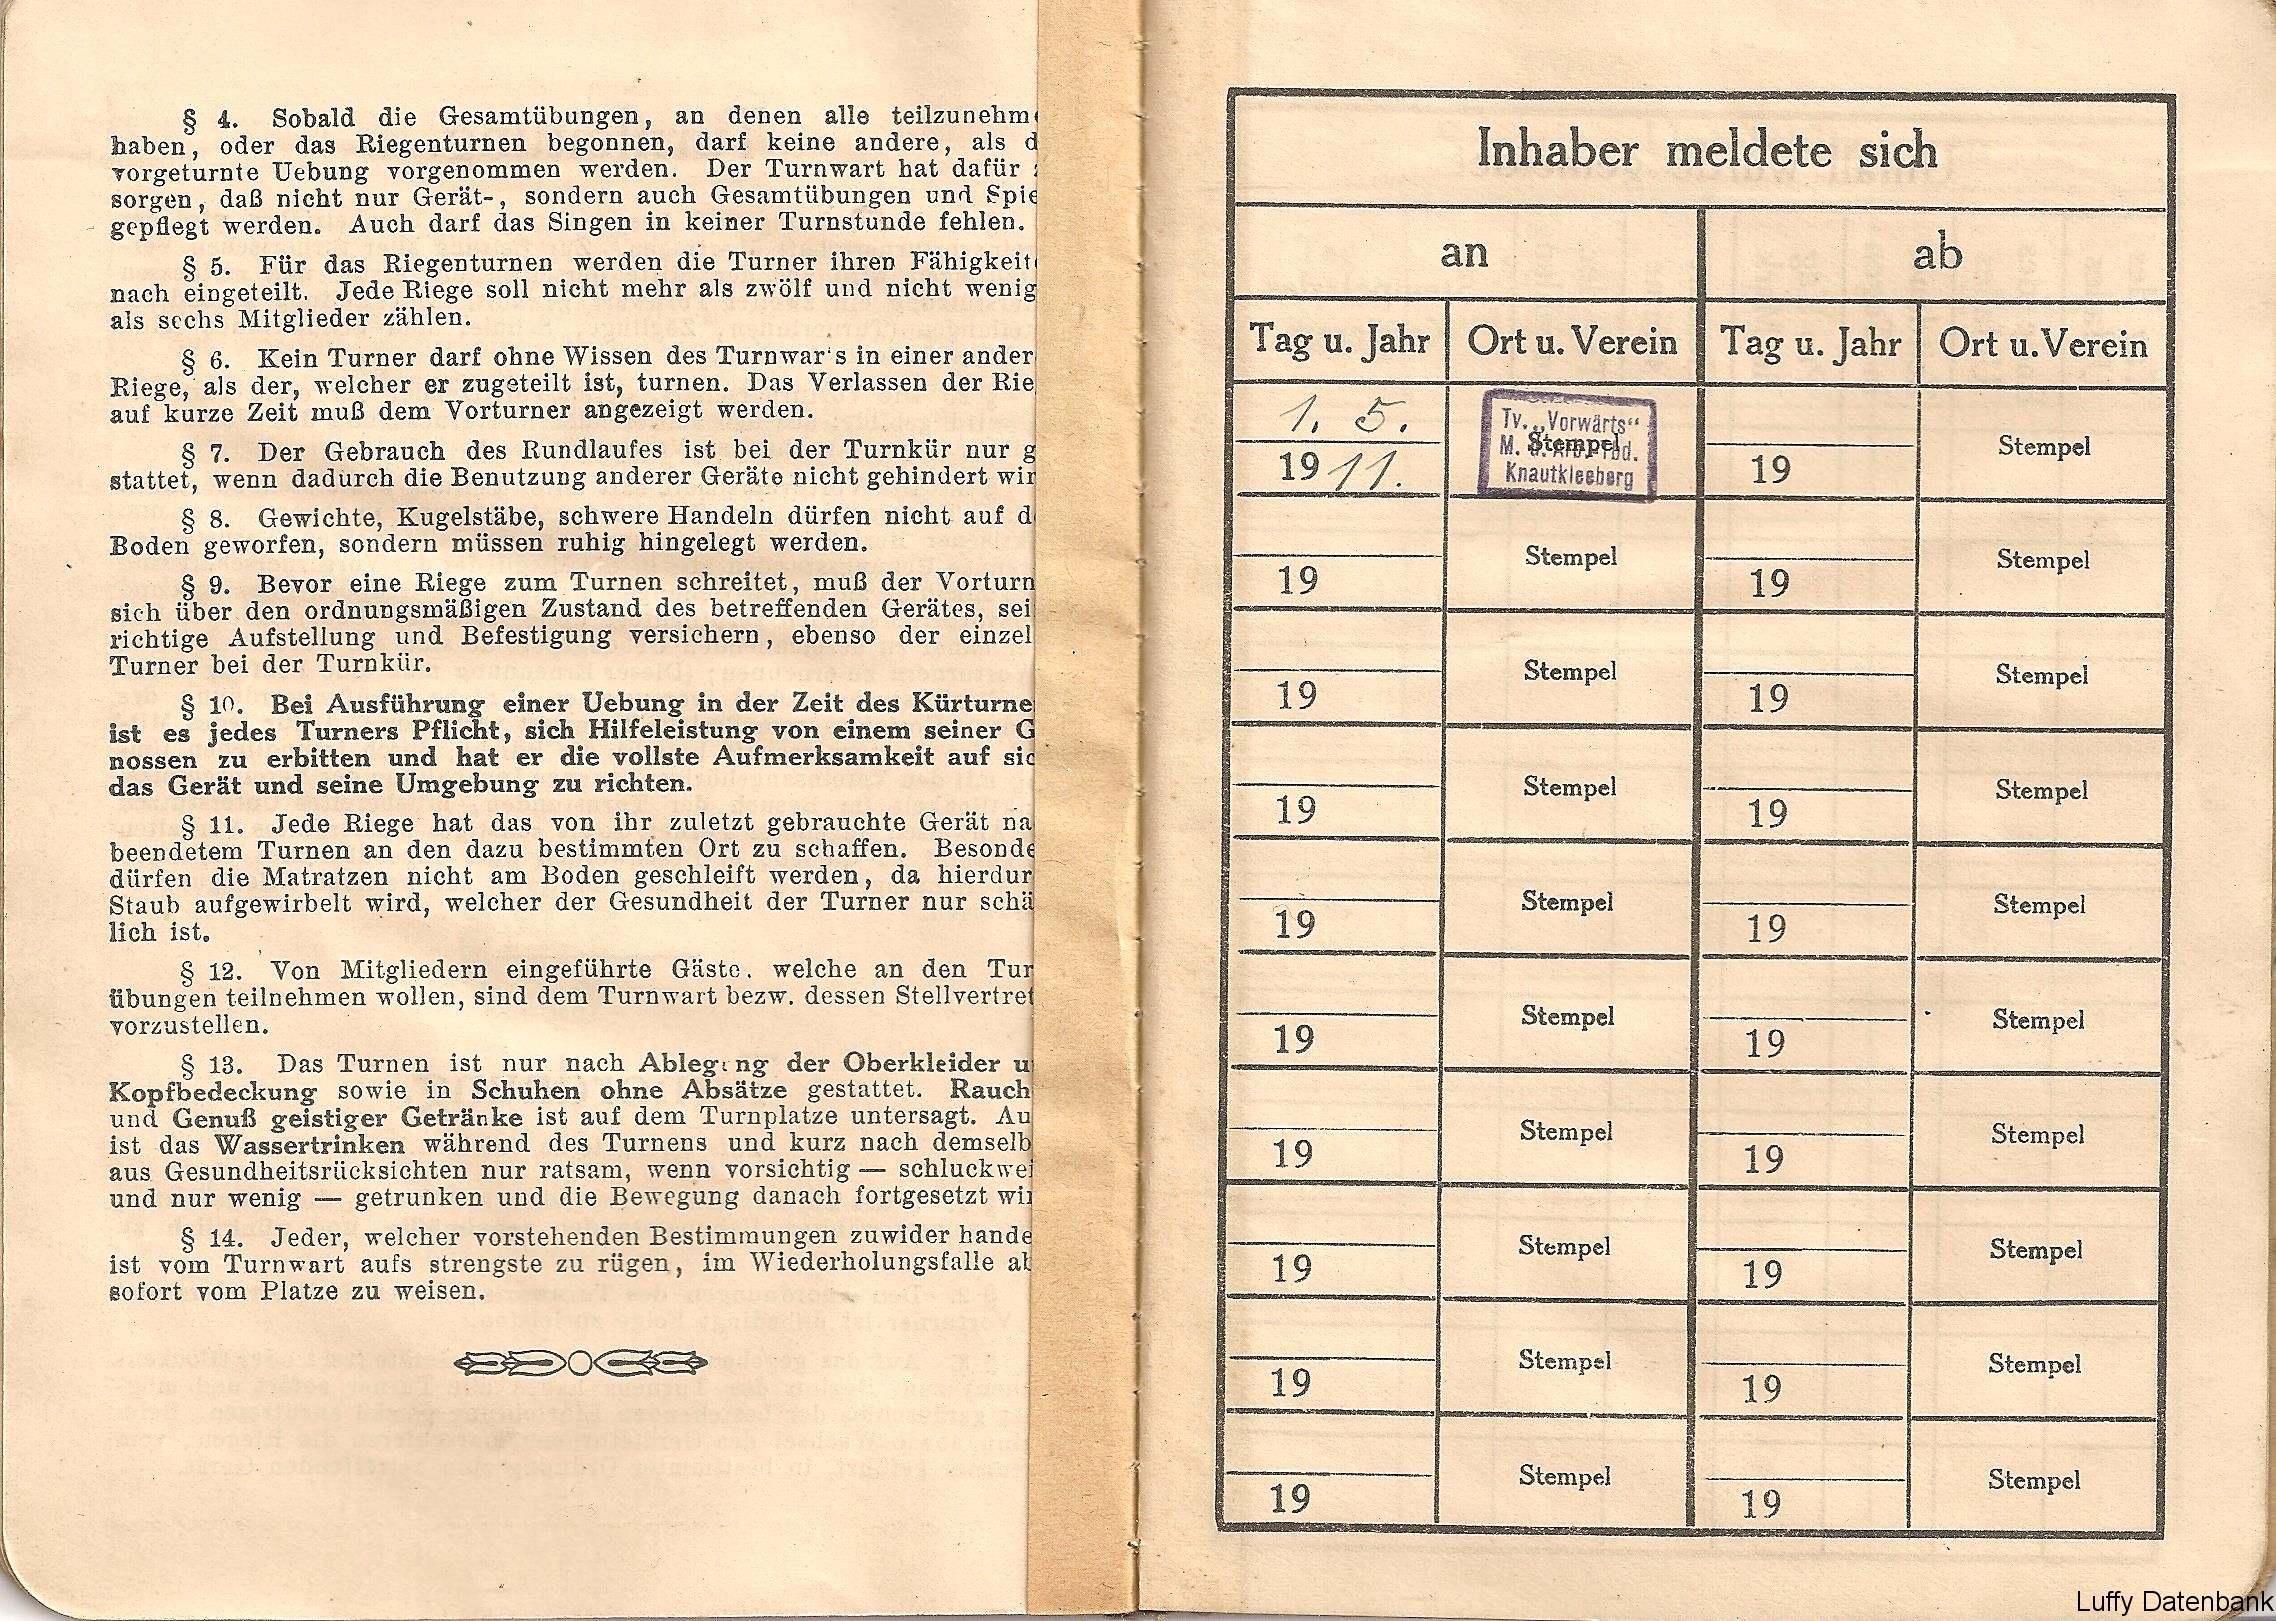 § 4. Sobald die Gesamtübungen, an denen alle teilzunehm
haben, oder das Riegenturnen begonnen, darf keine andere, als d
vorgeturnte Uebung vorgenommen werden. Der Turnwart hat dafür
sorgen, daß nicht nur Gerät-, sondern auch Gesamtübungen und Spie
gepflegt werden. Auch darf das Singen in keiner Turnstunde fehlen.
§ 5. Für das Riegenturnen werden die Turner ihren Fähigkeit
nach eingeteilt. Jede Riege soll nicht mehr als zwölf und nicht wenig
als sechs Mitglieder zählen.
§ 6. Kein Turner darf ohne Wissen des Turnwar's in einer ander
Riege, als der, welcher er zugeteilt ist, turnen. Das Verlassen der Rie
auf kurze Zeit muß dem Vorturner angezeigt werden.
§ 7. Der Gebrauch des Rundlaufes ist bei der Turnkür nur g
stattet, wenn dadurch die Benutzung anderer Geräte nicht gehindert wir
§ 8. Gewichte, Kugelstäbe, schwere Handeln dürfen nicht auf d
Boden geworfen, sondern müssen ruhig hingelegt werden.
§ 9. Bevor eine Riege zum Turnen schreitet, muß der Vorturn
sich über den ordnungsmäßigen Zustand des betreffenden Gerätes, sei
richtige Aufstellung und Befestigung versichern, ebenso der einzel
Turner bei der Turnkür.
§ 10. Bei Ausführung einer Uebung in der Zeit des Kürturne
ist es jedes Turners Pflicht, sich Hilfeleistung von einem seiner G
nossen zu erbitten und hat er die vollste Aufmerksamkeit auf sic
das Gerät und seine Umgebung zu richten.
§ 11. Jede Riege hat das von ihr zuletzt gebrauchte Gerät na
beendetem Turnen an den dazu bestimmten Ort zu schaffen. Besonde
dürfen die Matratzen nicht am Boden geschleift werden, da hierdur
Staub aufgewirbelt wird, welcher der Gesundheit der Turner nur schä
lich ist.
§ 12. Von Mitgliedern eingeführte Gäste, welche an den Tur
übungen teilnehmen wollen, sind dem Turnwart bezw. dessen Stellvertret
vorzustellen.
§ 13. Das Turnen ist nur nach Ablegung der Oberkleider u
Kopfbedeckung sowie in Schuhen ohne Absätze gestattet. Rauch
und Genuß geistiger Getränke ist auf dem Turnplatze untersagt. Au
ist das Wassertrinken während des Turnens und kurz nach demselb
aus Gesundheitsrücksichten nur ratsam, wenn vorsichtig — schluckwei
und nur wenig — getrunken und die Bewegung danach fortgesetzt wir
§ 14. Jeder, welcher vorstehenden Bestimmungen zuwider hande
ist vom Turnwart aufs strengste zu rügen, im Wiederholungsfalle ab
sofort vom Platze zu weisen.
Inhaber meldete sich
an ab
Tag u. Jahr Ort u. Verein Tag u. Jahr Ort u. Verein
1. 5.
Tv. „Vorwärts“
Stempel Stempel
M. d.
19 11. 19
Knautkleeberg
Stempel Stempel
19 19
Stempel Stempel
19 19
Stempel Stempel
19 19
Stempel Stempel
19 19
Stempel Stempel
19 19
Stempel Stempel
19 19
Stempel Stempel
19 19
Stempel Stempel
19 19
Stempel Stempel
19 19
Luffy Datenbank